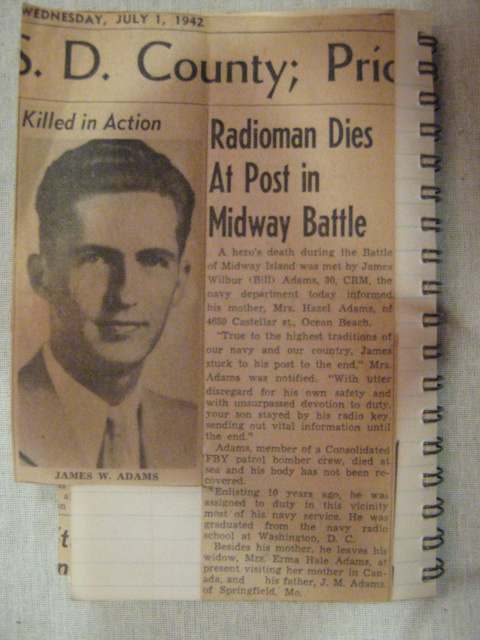 WEDNESDAY, JULY 1, 1942
S. D. County; Pric
Killed in Action
JAMES W. ADAMS
Radioman Dies
At Post in
Midway Battle
A hero's death during the Battle
of Midway Island was met by James
Wilbur (Bill) Adams, 30, CRM, the
navy department today informed
his mother, Mrs. Hazel Adams, of
4659 Castelar st., Ocean Beach.
"True to the highest traditions of
our navy and our country, James
stuck to his post to the end," Mrs.
Adams was notified. "With utter
disregard for his own safety and
with unsurpassed devotion to duty,
your son stayed by his radio key
sending out vital information until
the end."
Adams, member of a Consolidated
PBY patrol bomber crew, died at
sea and his body has not been re-
covered.
Enlisting 10 years ago, he was
assigned to duty in this vicinity
most of his navy service. He was
graduated from the navy radio
school at Washington, D. C.
Besides his mother, he leaves his
widow, Mrs. Erma Hale Adams, at
present visiting her mother in Can-
ada, and his father, J. M. Adams,
of Springfield, Mo.